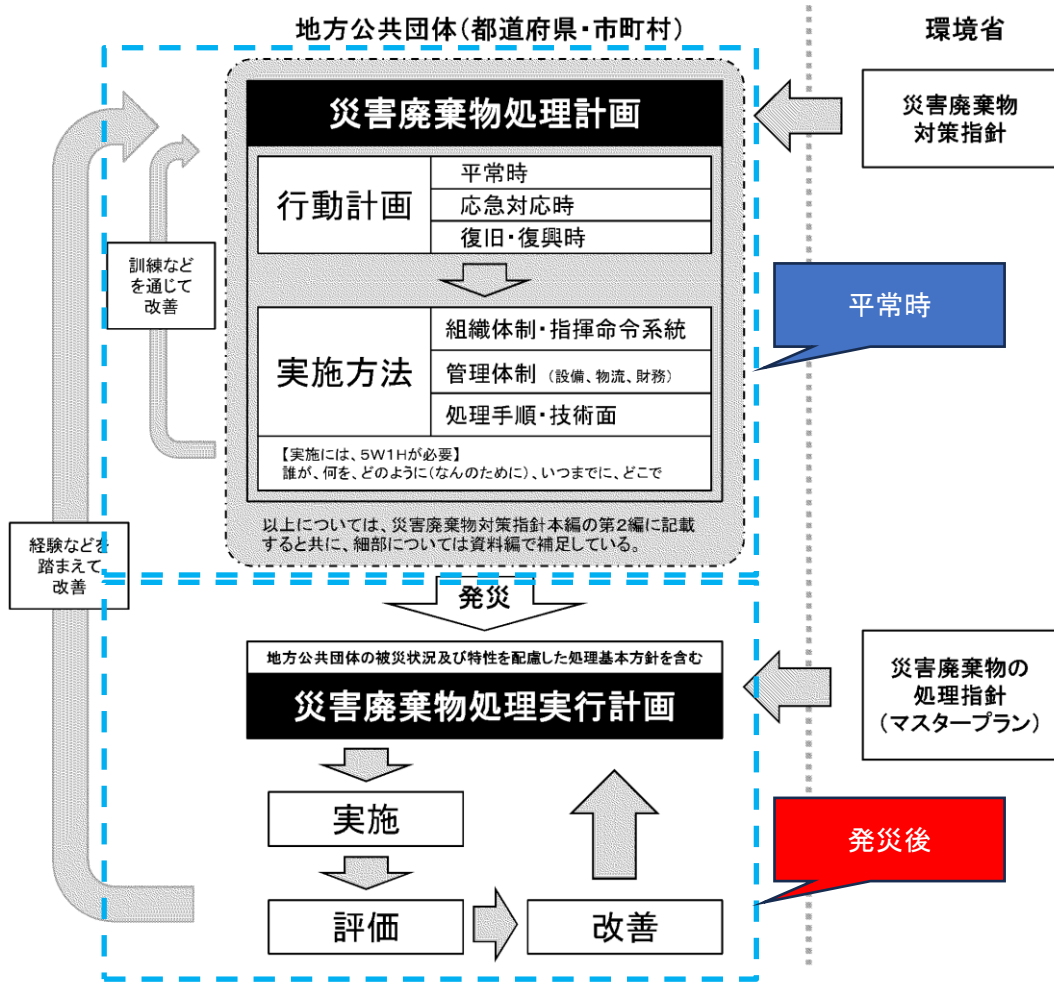 地方公共団体(都道府県・市町村)
環境省
災害廃棄物処理計画
災害廃棄物
対策指針
行動計画
平常時
応急対応時
復旧・復興時
訓練など
を通じて
改善
平常時
実施方法
組織体制・指揮命令系統
管理体制 (設備、物流、財務)
処理手順・技術面
【実施には、5W1Hが必要】
誰が、何を、どのように(なんのために)、いつまでに、どこで
以上については、災害廃棄物対策指針本編の第2編に記載
すると共に、細部については資料編で補足している。
経験などを
踏まえて
改善
発災
地方公共団体の被災状況及び特性を配慮した処理基本方針を含む
災害廃棄物処理実行計画
災害廃棄物の
処理指針
(マスタープラン)
実施
発災後
評価
改善